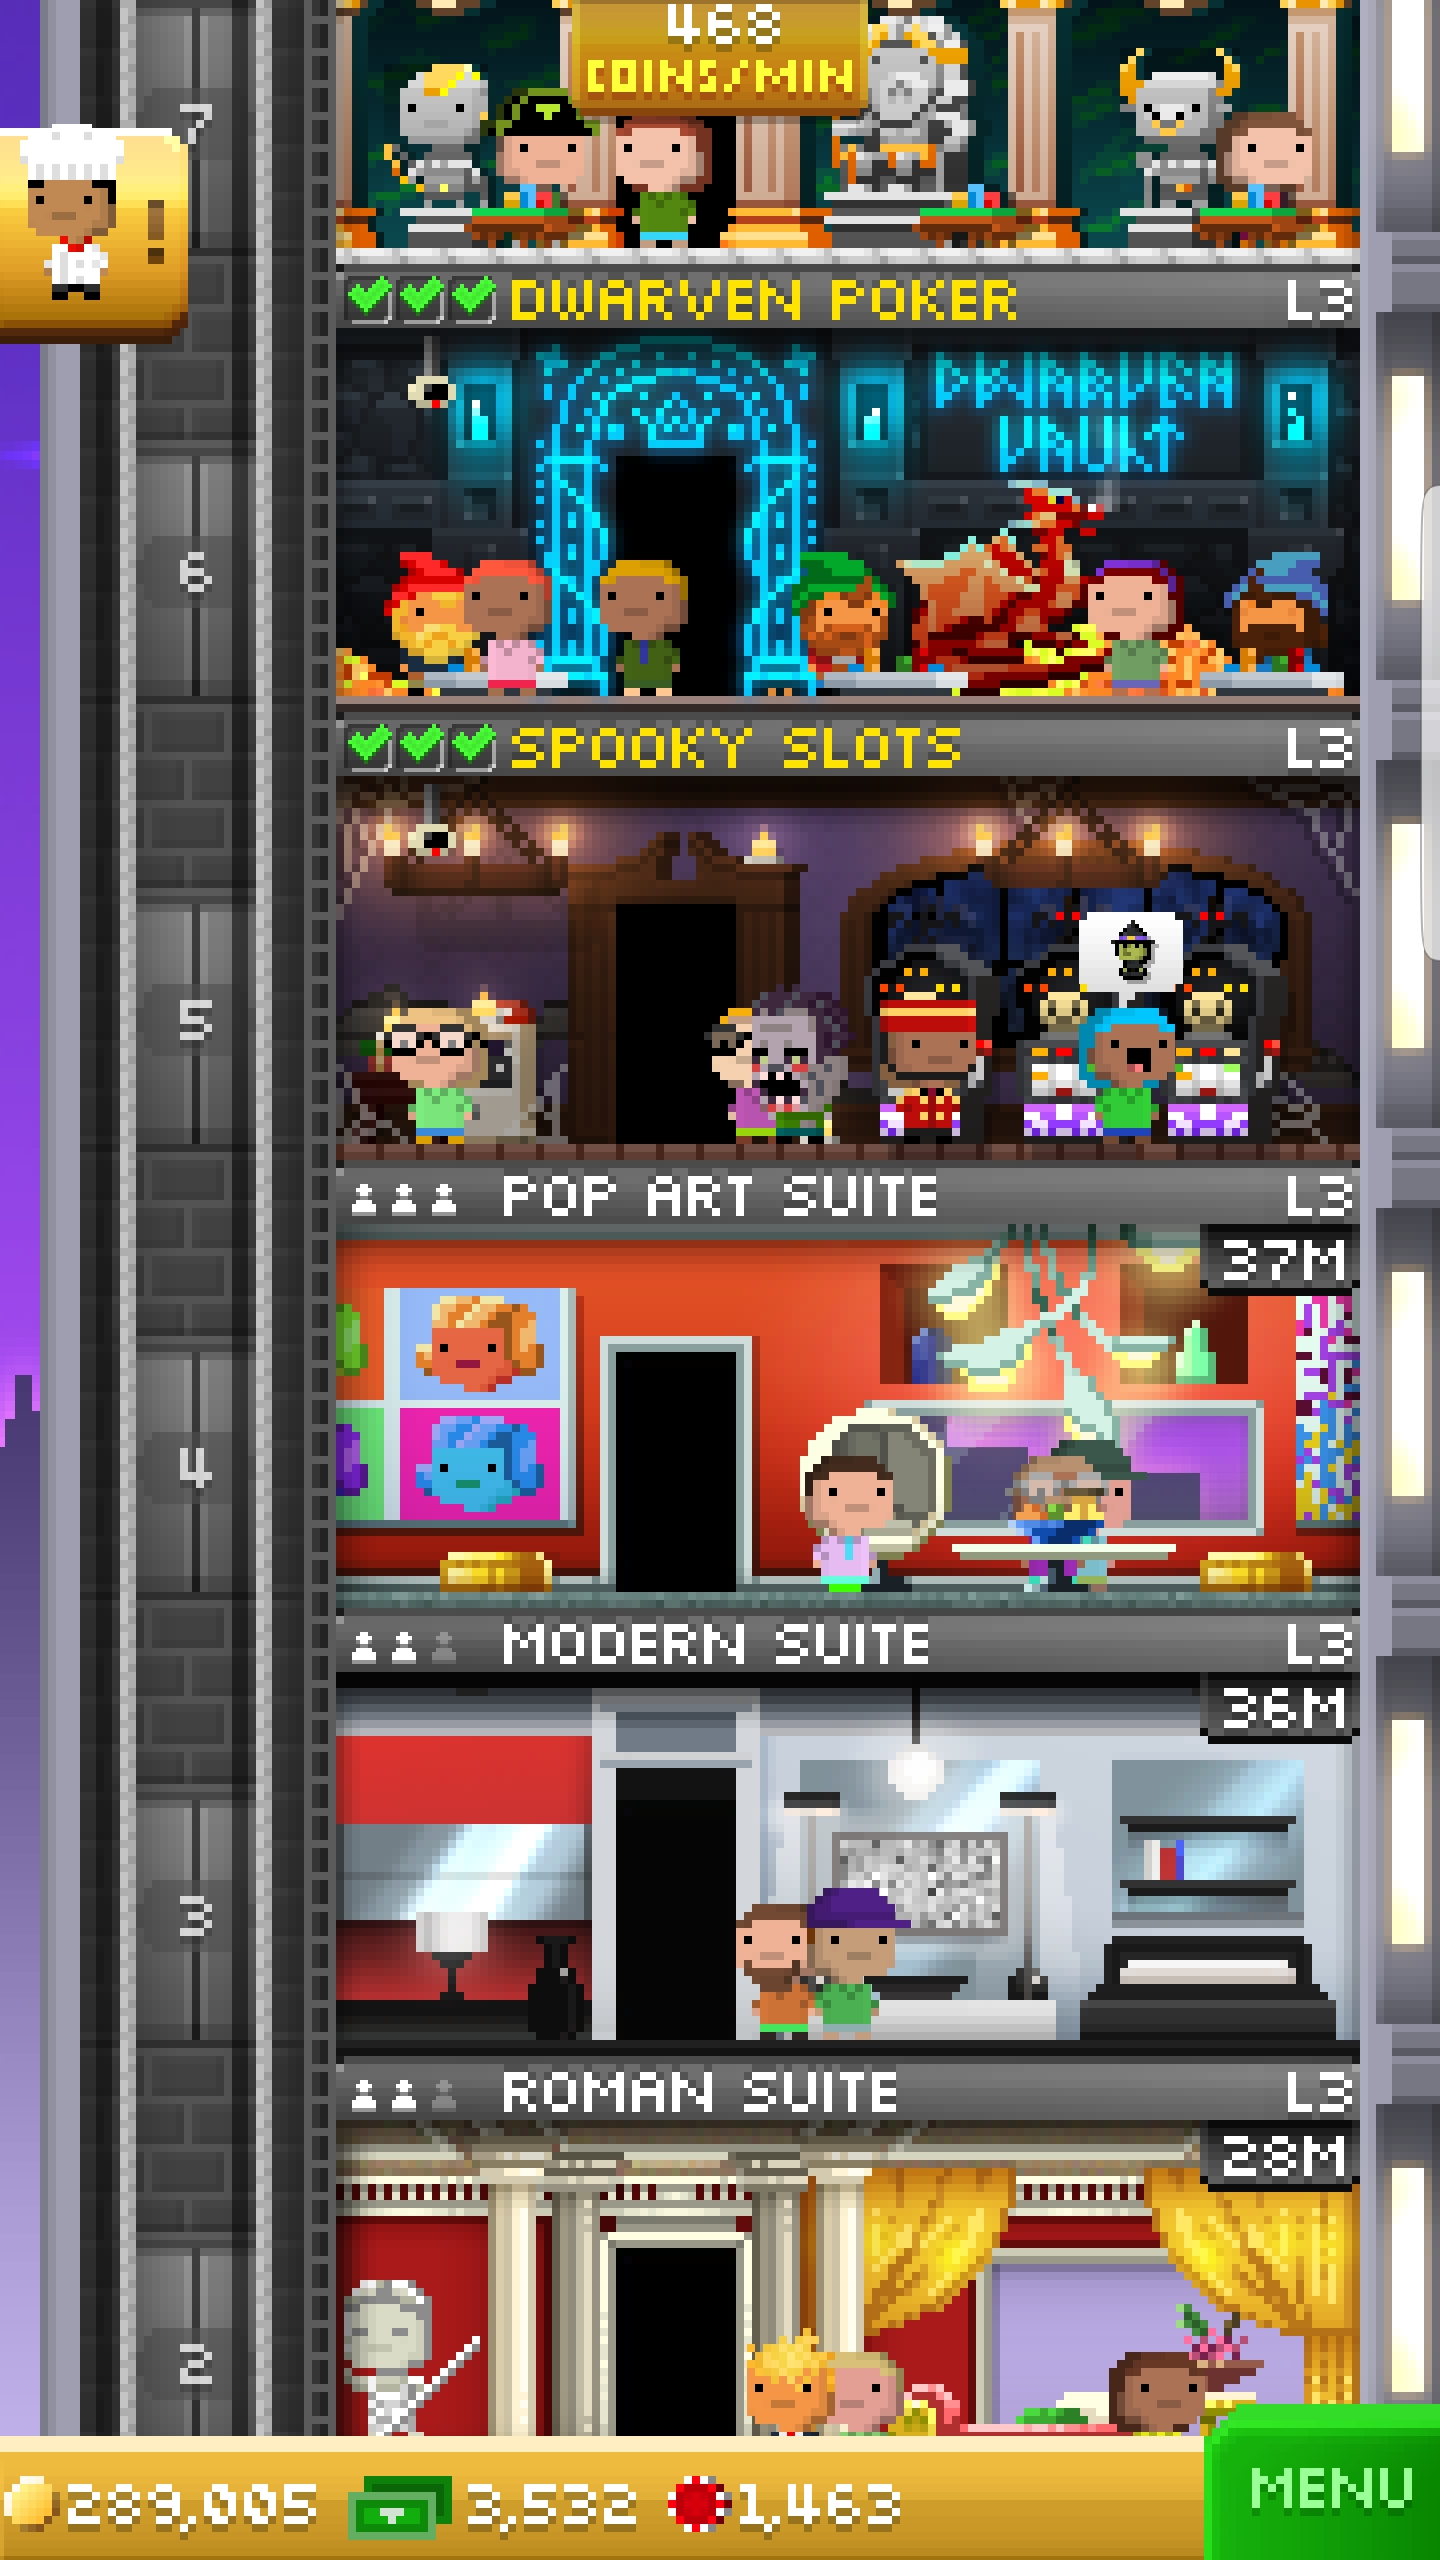 468
COINS/MIN
7
!
DWARVEN POKER L3
DWARVEN
VAULT
6
SPOOKY SLOTS L3
5
POP ART SUITE L3
37M
4
MODERN SUITE L3
36M
3
ROMAN SUITE L3
28M
2
289,005 3,532 1,463 MENU